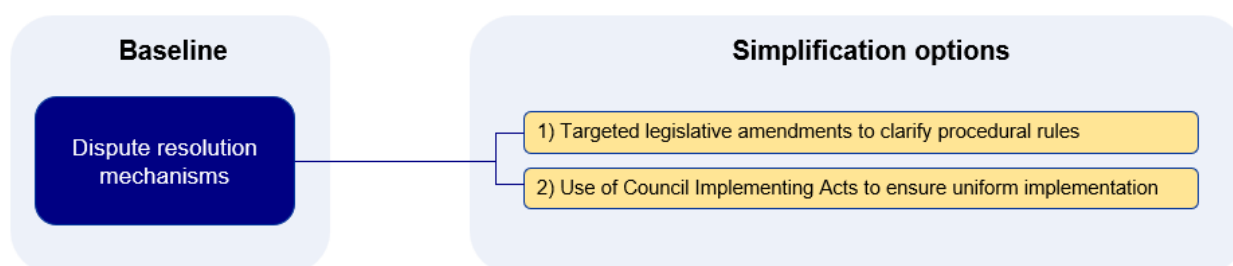 Baseline
Simplification options
Dispute resolution
mechanisms
1) Targeted legislative amendments to clarify procedural rules
2) Use of Council Implementing Acts to ensure uniform implementation